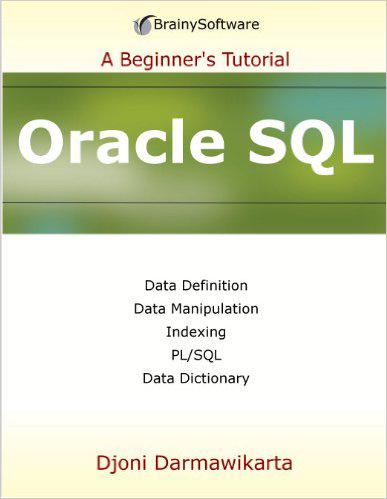 BrainySoftware
A Beginner's Tutorial
Oracle SQL
Data Definition
Data Manipulation
Indexing
PL/SQL
Data Dictionary
Djoni Darmawikarta